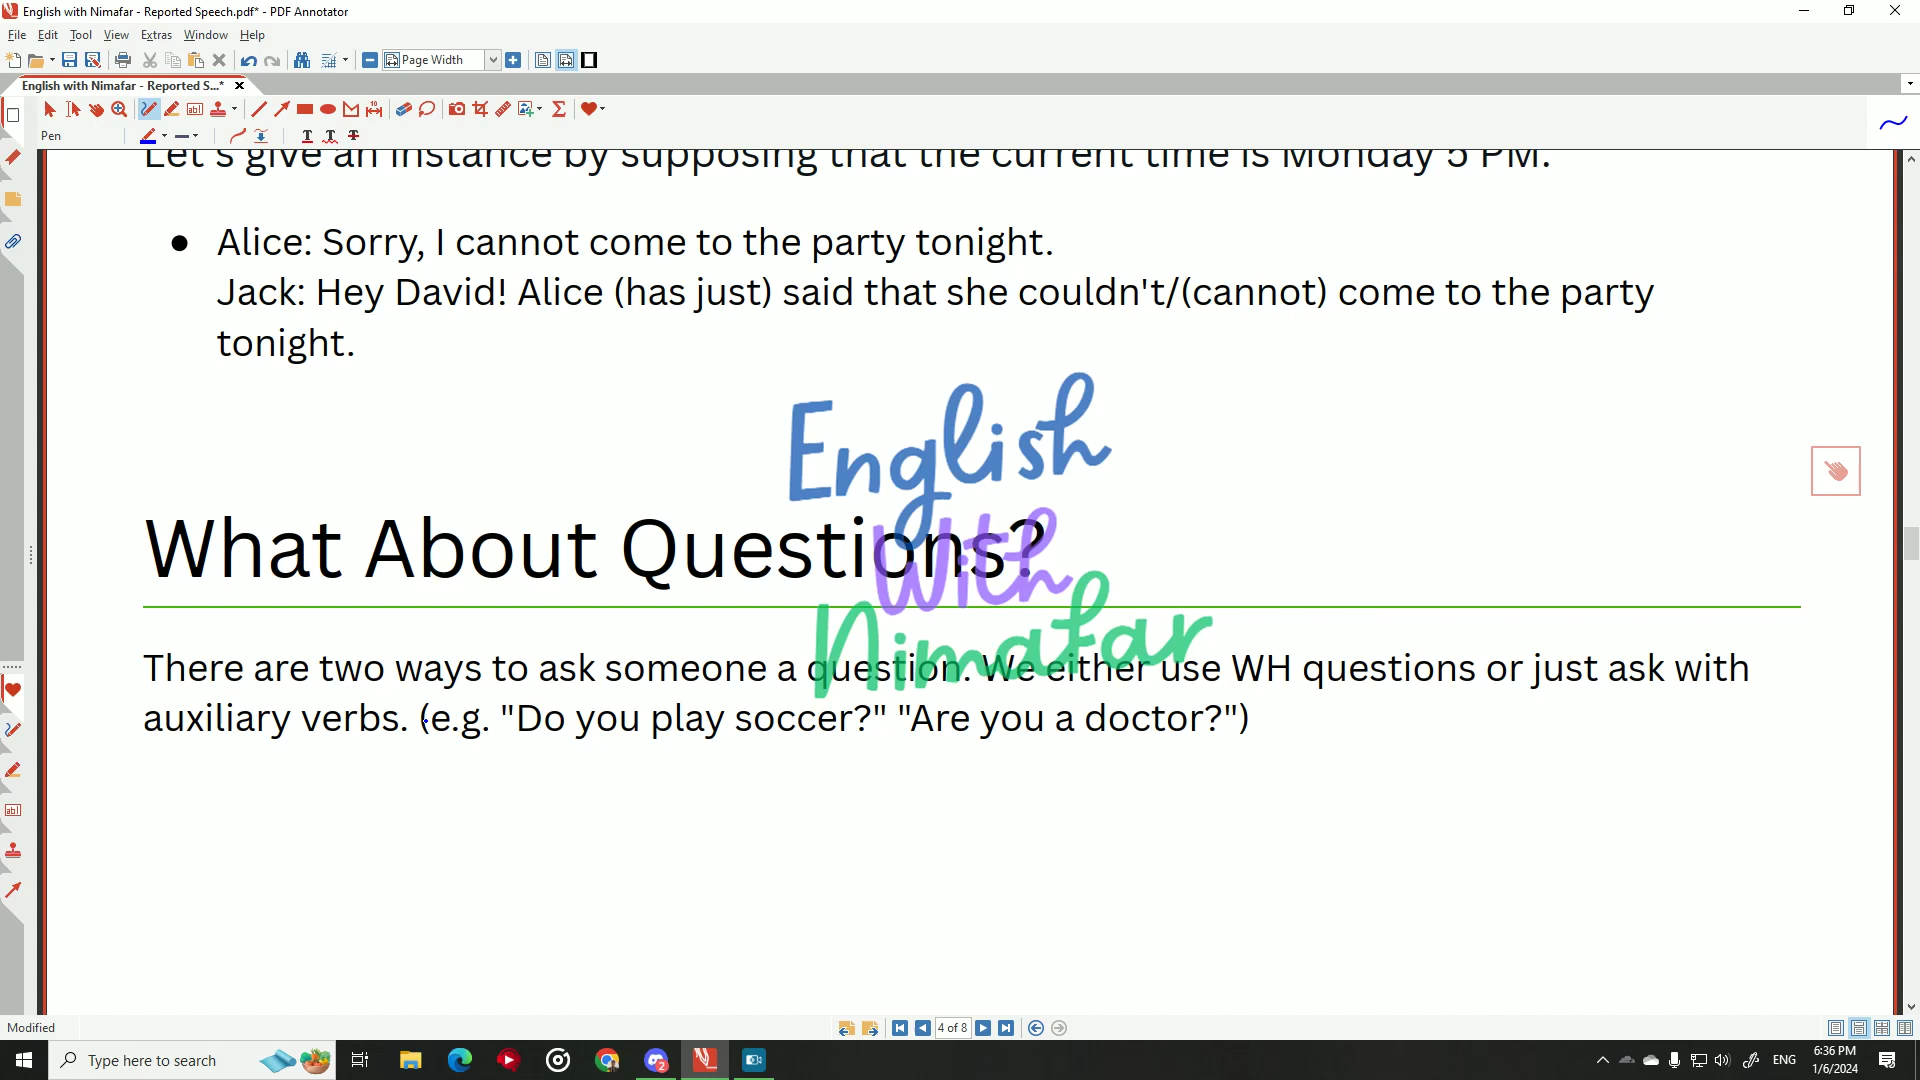 English with Nimafar - Reported Speech.pdf* - PDF Annotator
File Edit Tool View Extras Window Help
Page Width
English with Nimafar - Reported S...*
Pen
Let's give an instance by supposing that the current time is Monday 5 PM.
● Alice: Sorry, I cannot come to the party tonight.
Jack: Hey David! Alice (has just) said that she couldn't/(cannot) come to the party
tonight.
English
With
Nimafar
What About Questions?
There are two ways to ask someone a question. We either use WH questions or just ask with
auxiliary verbs. (e.g. "Do you play soccer?" "Are you a doctor?")
Modified
4 of 8
Type here to search
2
ENG
6:36 PM
1/6/2024